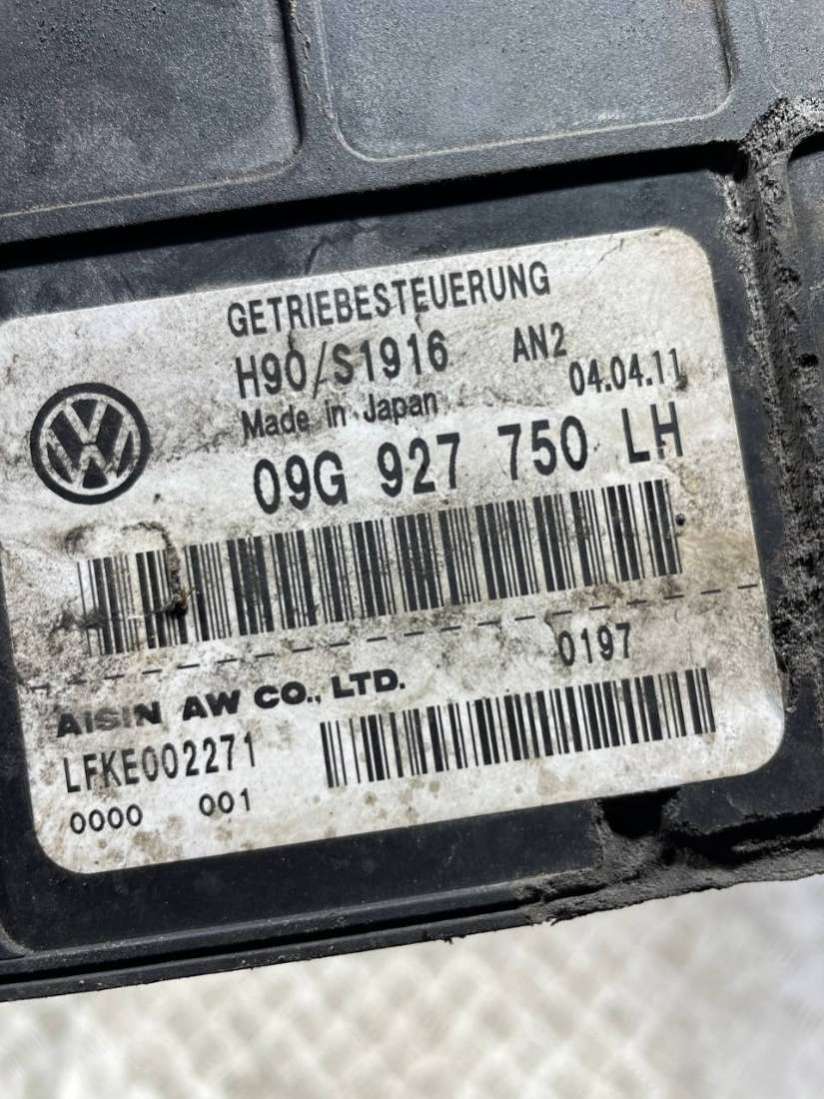 GETRIEBESTEUERUNG
H90/S1916 AN2
Made in Japan 04.04.11
09G 927 750 LH
0197
AISIN AW CO., LTD.
LFKE002271
0000 001